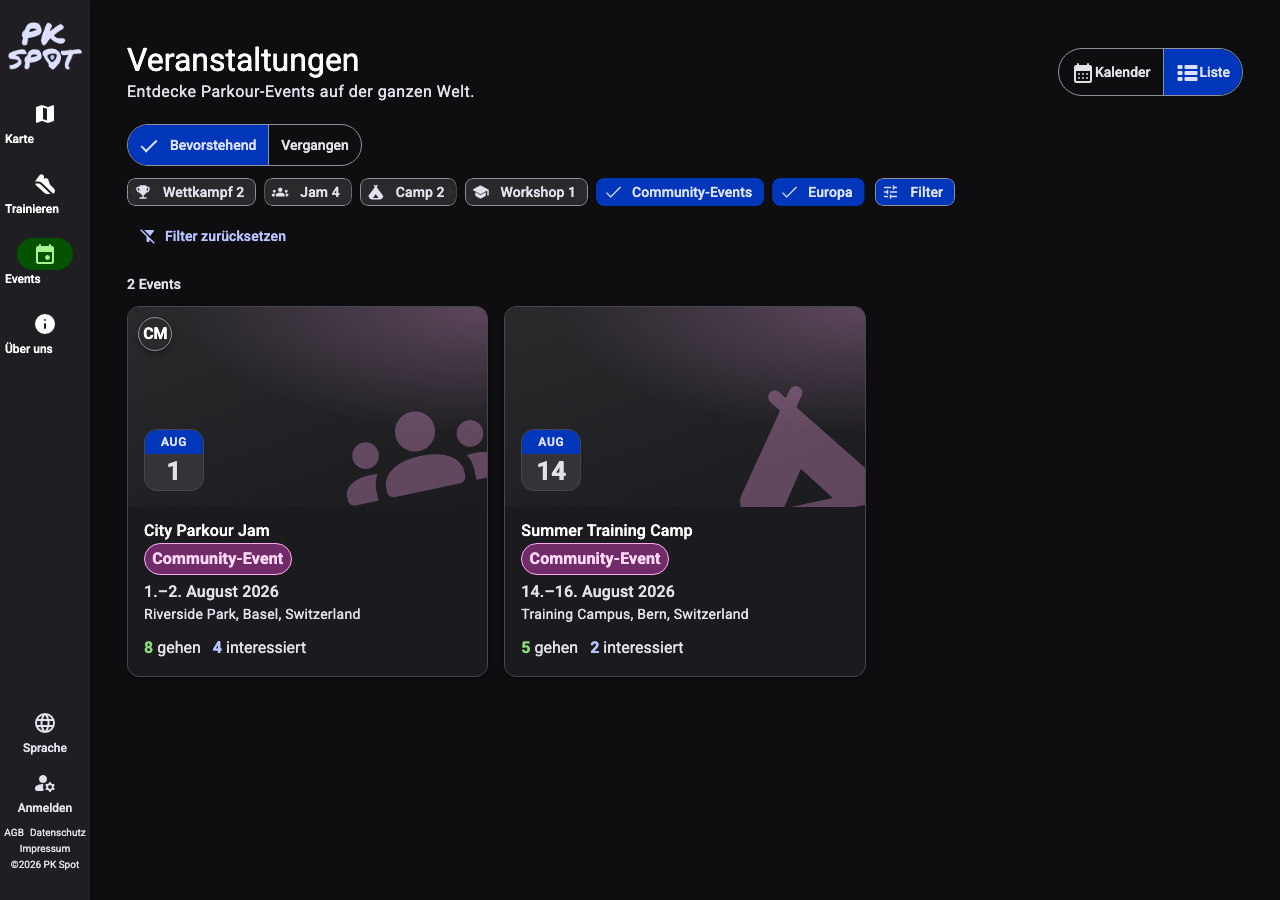 PK
SPOT
Karte
Trainieren
Events
Über uns
Sprache
Anmelden
AGB Datenschutz
Impressum
©2026 PK Spot
Veranstaltungen
Entdecke Parkour-Events auf der ganzen Welt.
Kalender Liste
Bevorstehend Vergangen
Wettkampf 2 Jam 4 Camp 2 Workshop 1 Community-Events Europa Filter
Filter zurücksetzen
2 Events
CM
AUG
1
City Parkour Jam
Community-Event
1.–2. August 2026
Riverside Park, Basel, Switzerland
8 gehen 4 interessiert
AUG
14
Summer Training Camp
Community-Event
14.–16. August 2026
Training Campus, Bern, Switzerland
5 gehen 2 interessiert